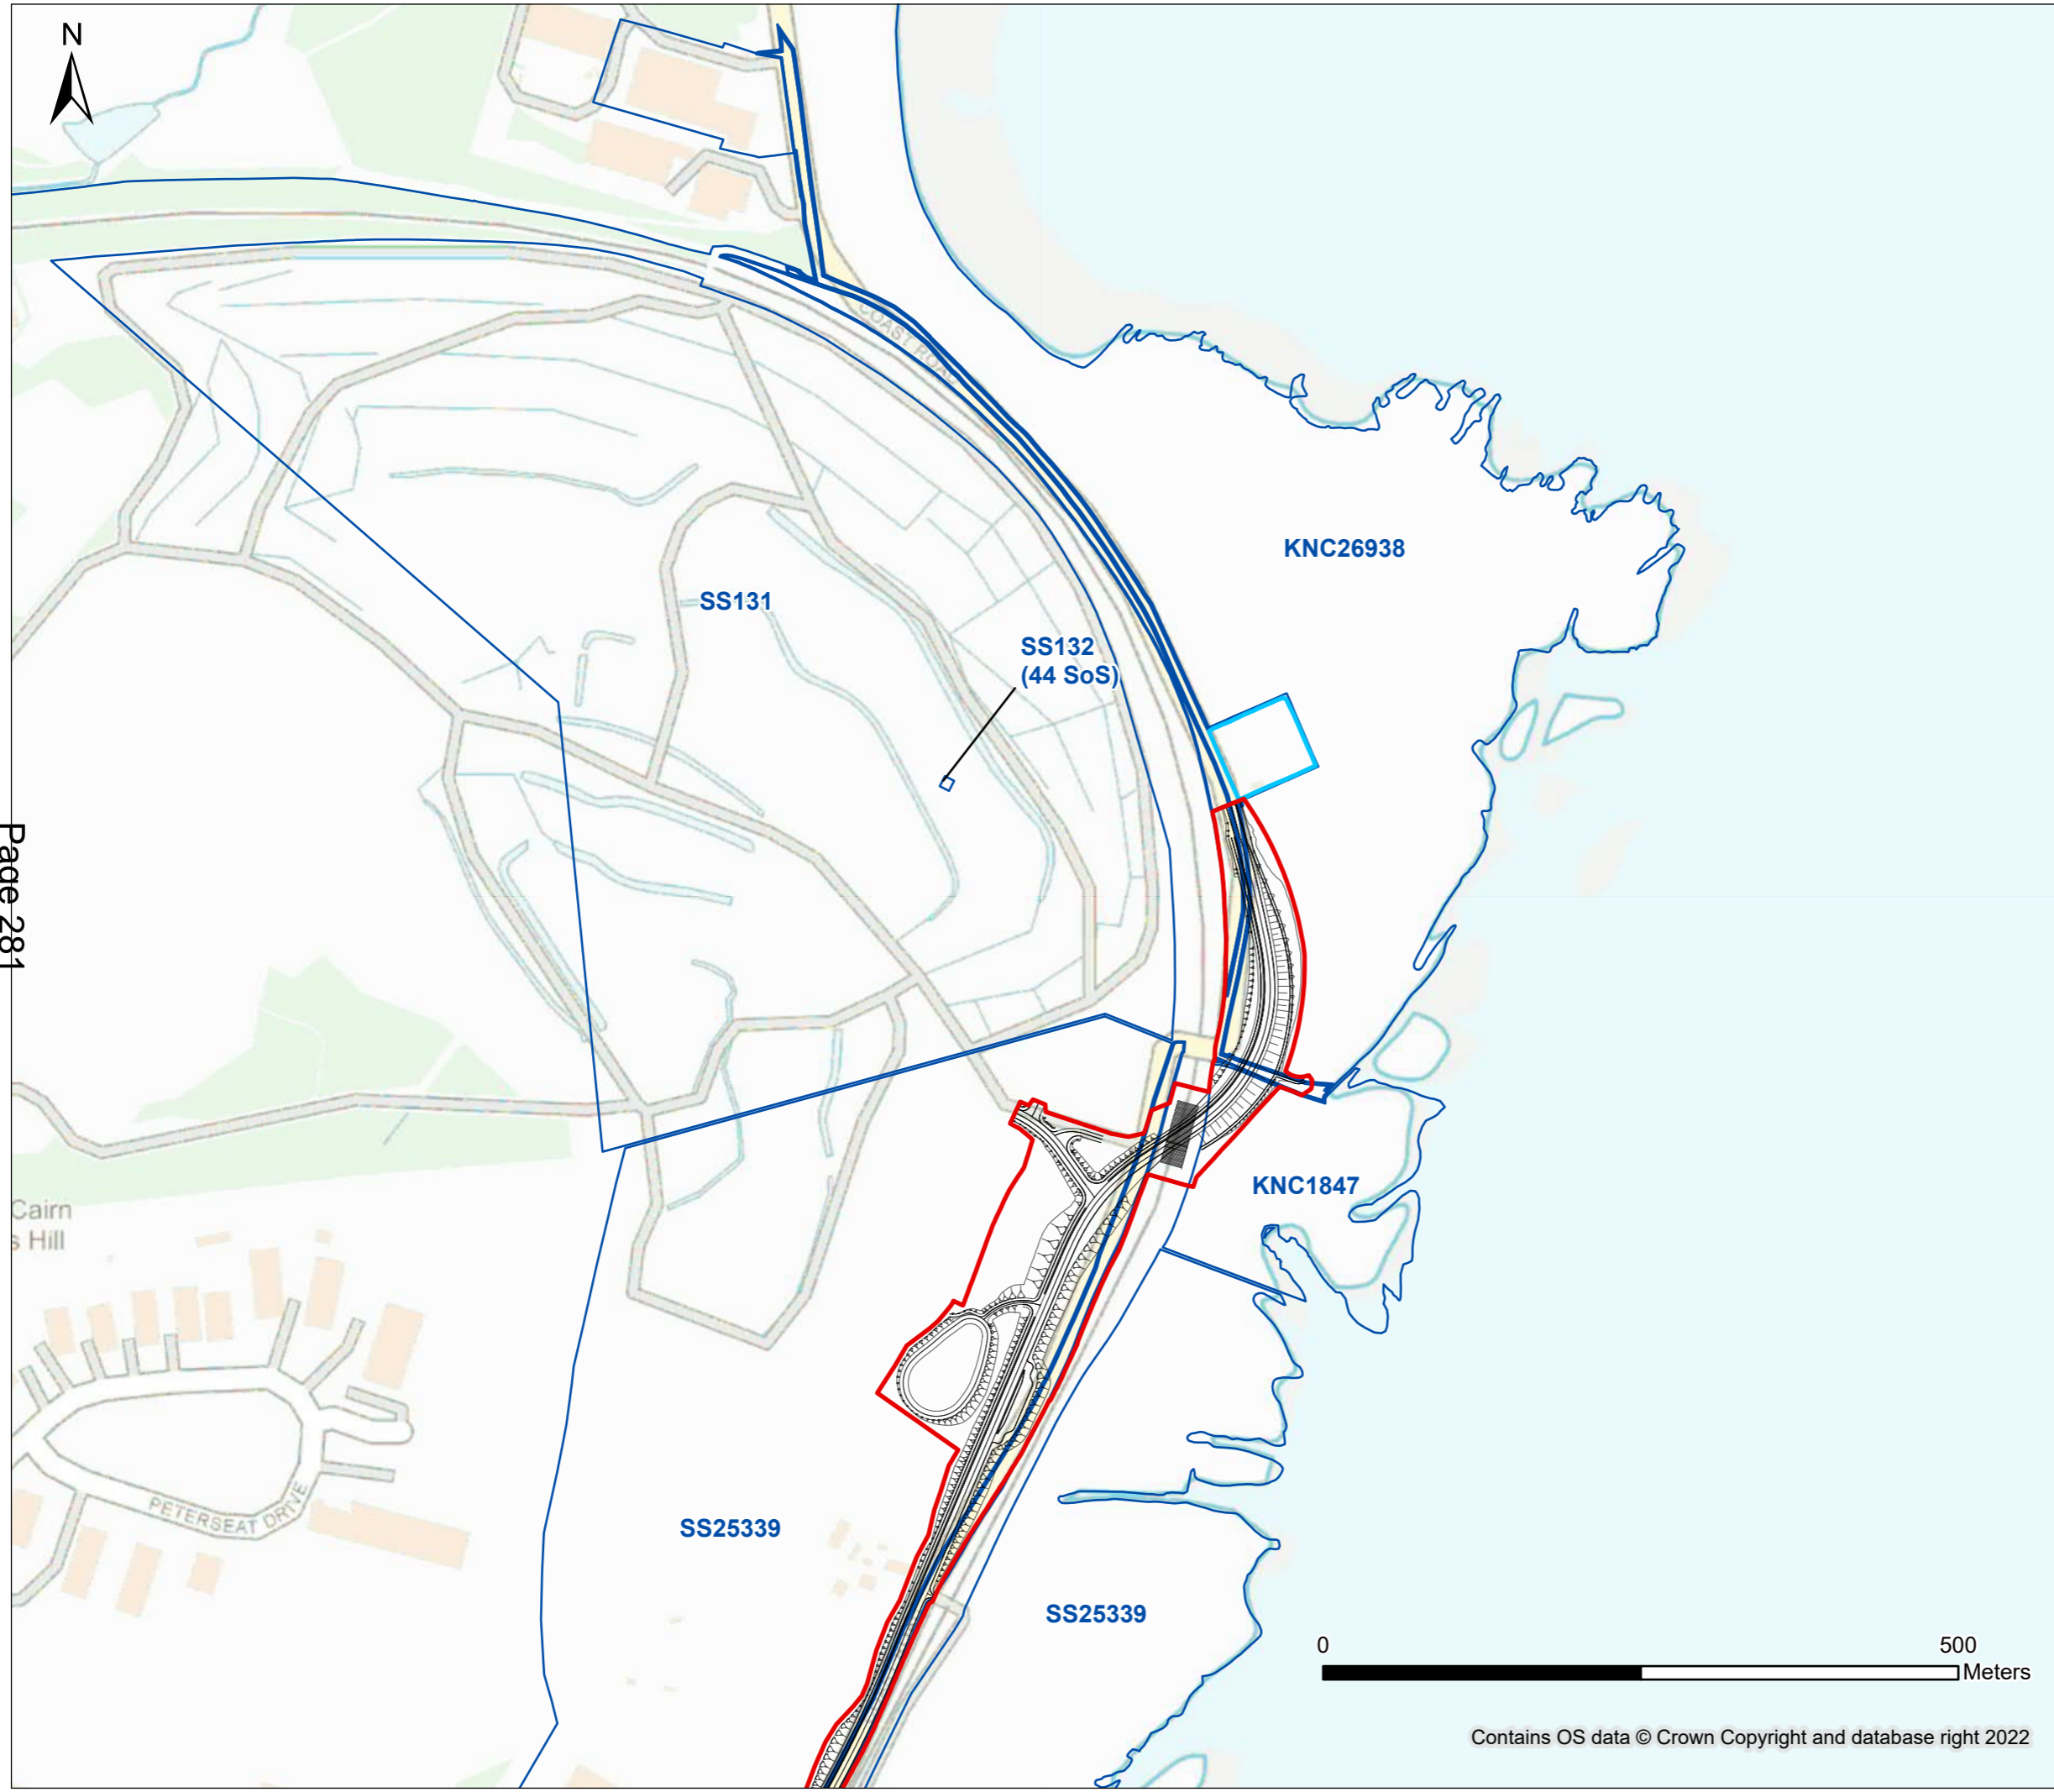 N
COAST ROAD
KNC26938
SS131
SS132
(44 SoS)
Page 281
KNC1847
Cairn
s Hill
PETERSEAT DRIVE
SS25339
SS25339
0 500
Meters
Contains OS data © Crown Copyright and database right 2022